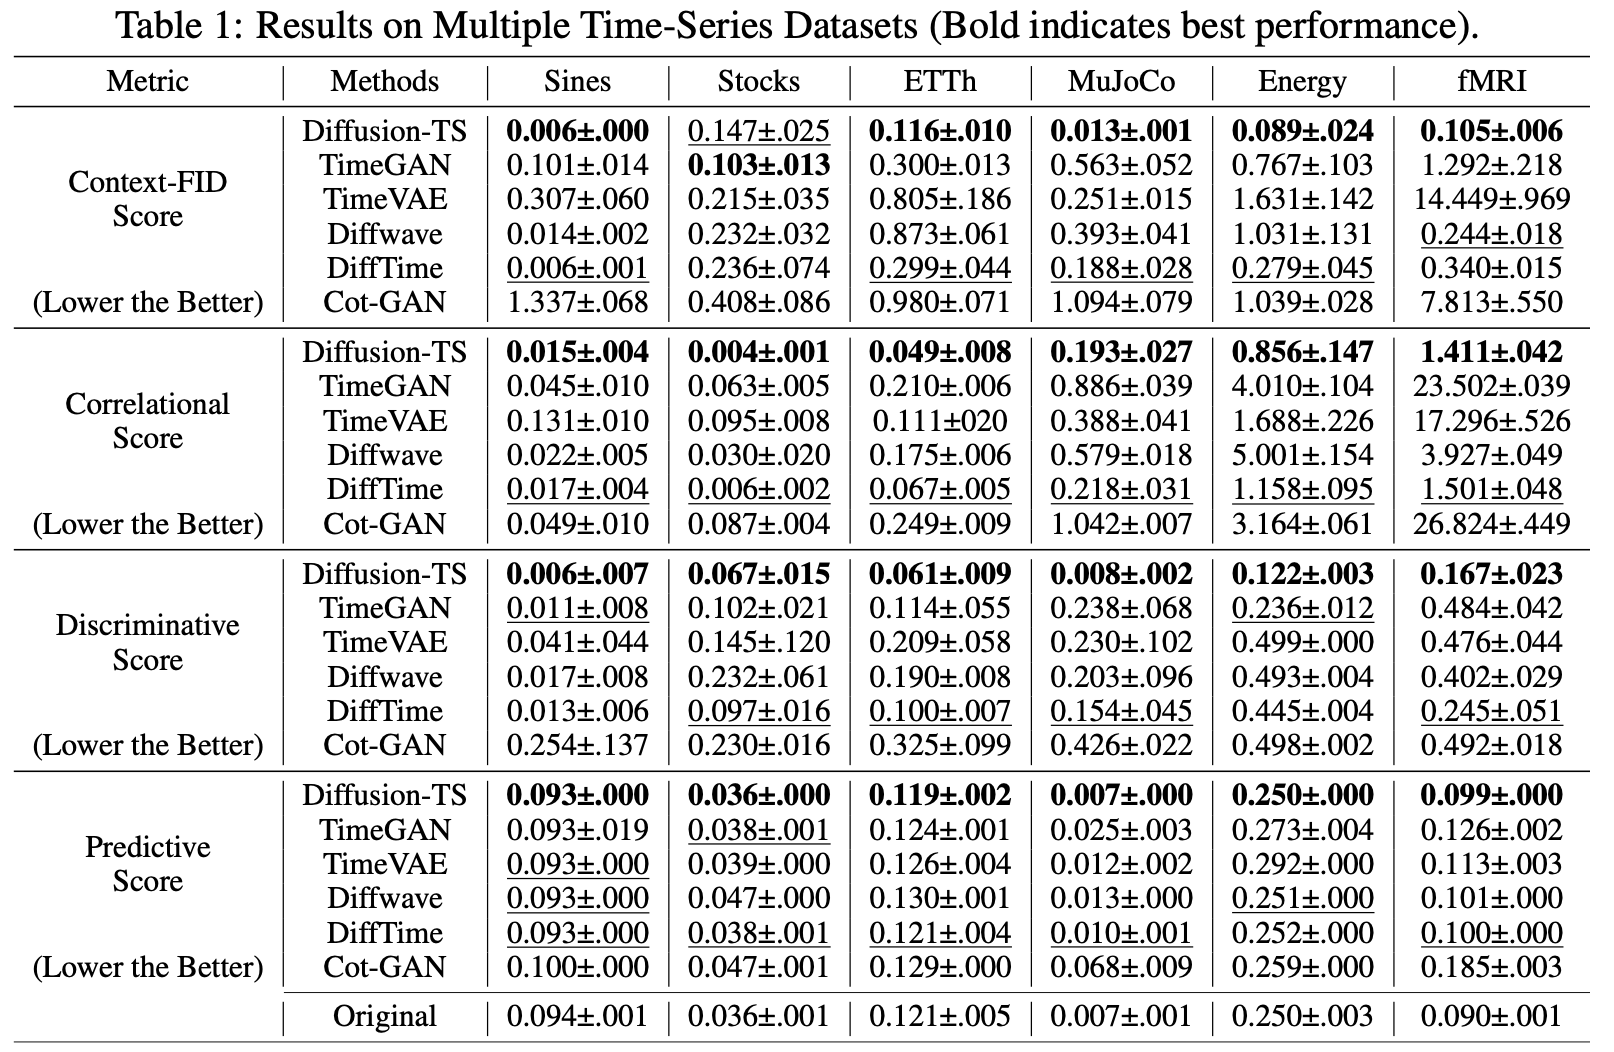 Table 1: Results on Multiple Time-Series Datasets (Bold indicates best performance).
Metric Methods Sines Stocks ETTh MuJoCo Energy fMRI
Context-FID Score (Lower the Better)
Diffusion-TS 0.006±.000 0.147±.025 0.116±.010 0.013±.001 0.089±.024 0.105±.006
TimeGAN 0.101±.014 0.103±.013 0.300±.013 0.563±.052 0.767±.103 1.292±.218
TimeVAE 0.307±.060 0.215±.035 0.805±.186 0.251±.015 1.631±.142 14.449±.969
Diffwave 0.014±.002 0.232±.032 0.873±.061 0.393±.041 1.031±.131 0.244±.018
DiffTime 0.006±.001 0.236±.074 0.299±.044 0.188±.028 0.279±.045 0.340±.015
Cot-GAN 1.337±.068 0.408±.086 0.980±.071 1.094±.079 1.039±.028 7.813±.550
Correlational Score (Lower the Better)
Diffusion-TS 0.015±.004 0.004±.001 0.049±.008 0.193±.027 0.856±.147 1.411±.042
TimeGAN 0.045±.010 0.063±.005 0.210±.006 0.886±.039 4.010±.104 23.502±.039
TimeVAE 0.131±.010 0.095±.008 0.111±020 0.388±.041 1.688±.226 17.296±.526
Diffwave 0.022±.005 0.030±.020 0.175±.006 0.579±.018 5.001±.154 3.927±.049
DiffTime 0.017±.004 0.006±.002 0.067±.005 0.218±.031 1.158±.095 1.501±.048
Cot-GAN 0.049±.010 0.087±.004 0.249±.009 1.042±.007 3.164±.061 26.824±.449
Discriminative Score (Lower the Better)
Diffusion-TS 0.006±.007 0.067±.015 0.061±.009 0.008±.002 0.122±.003 0.167±.023
TimeGAN 0.011±.008 0.102±.021 0.114±.055 0.238±.068 0.236±.012 0.484±.042
TimeVAE 0.041±.044 0.145±.120 0.209±.058 0.230±.102 0.499±.000 0.476±.044
Diffwave 0.017±.008 0.232±.061 0.190±.008 0.203±.096 0.493±.004 0.402±.029
DiffTime 0.013±.006 0.097±.016 0.100±.007 0.154±.045 0.445±.004 0.245±.051
Cot-GAN 0.254±.137 0.230±.016 0.325±.099 0.426±.022 0.498±.002 0.492±.018
Predictive Score (Lower the Better)
Diffusion-TS 0.093±.000 0.036±.000 0.119±.002 0.007±.000 0.250±.000 0.099±.000
TimeGAN 0.093±.019 0.038±.001 0.124±.001 0.025±.003 0.273±.004 0.126±.002
TimeVAE 0.093±.000 0.039±.000 0.126±.004 0.012±.002 0.292±.000 0.113±.003
Diffwave 0.093±.000 0.047±.000 0.130±.001 0.013±.000 0.251±.000 0.101±.000
DiffTime 0.093±.000 0.038±.001 0.121±.004 0.010±.001 0.252±.000 0.100±.000
Cot-GAN 0.100±.000 0.047±.001 0.129±.000 0.068±.009 0.259±.000 0.185±.003
Original 0.094±.001 0.036±.001 0.121±.005 0.007±.001 0.250±.003 0.090±.001